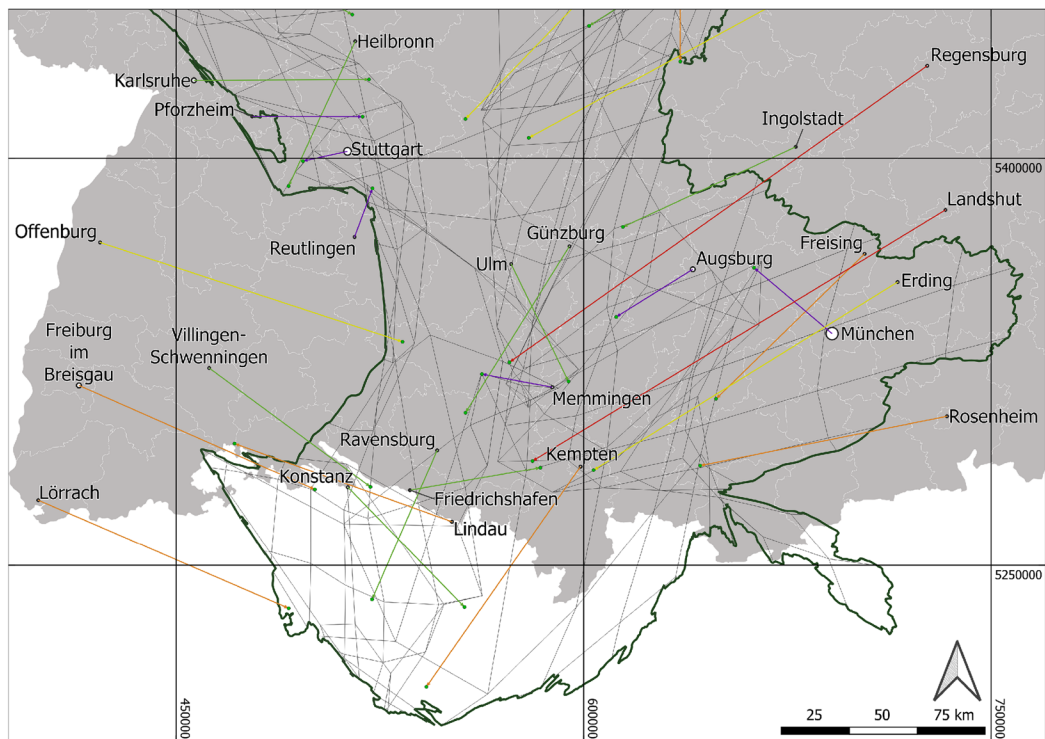 Heilbronn
Karlsruhe
Regensburg
Pforzheim
Ingolstadt
Stuttgart
5400000
Landshut
Offenburg
Reutlingen
Günzburg
Freising
Ulm
Augsburg
Erding
Freiburg
im
Breisgau
Villingen-
Schwenningen
München
Memmingen
Rosenheim
Ravensburg
Kempten
Konstanz
Lörrach
Friedrichshafen
Lindau
5250000
450000
600000
750000
25 50 75 km